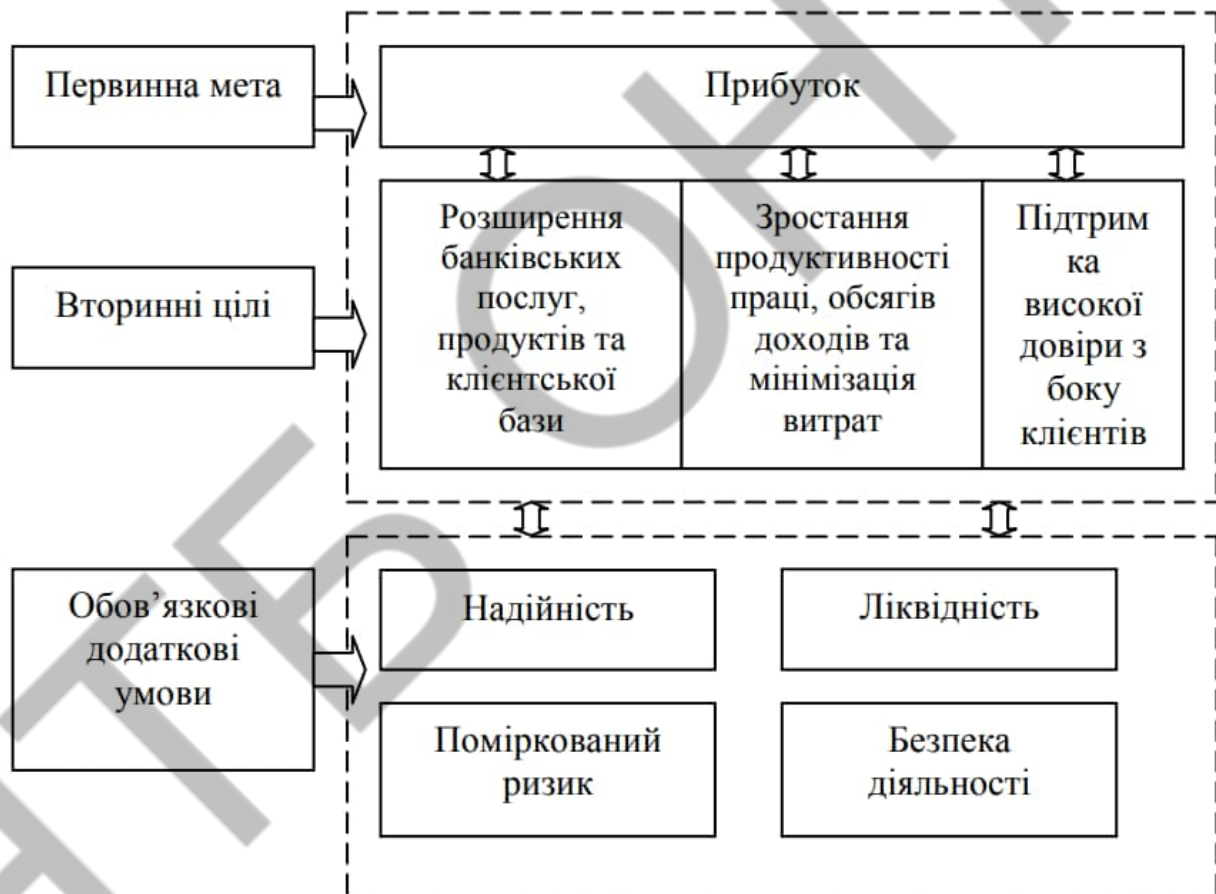 Первинна мета
Прибуток
Вторинні цілі
Розширення
банківських
послуг,
продуктів та
клієнтської
бази
Зростання
продуктивності
праці, обсягів
доходів та
мінімізація
витрат
Підтрим
ка
високої
довіри з
боку
клієнтів
Обов’язкові
додаткові
умови
Надійність
Ліквідність
Поміркований
ризик
Безпека
діяльності